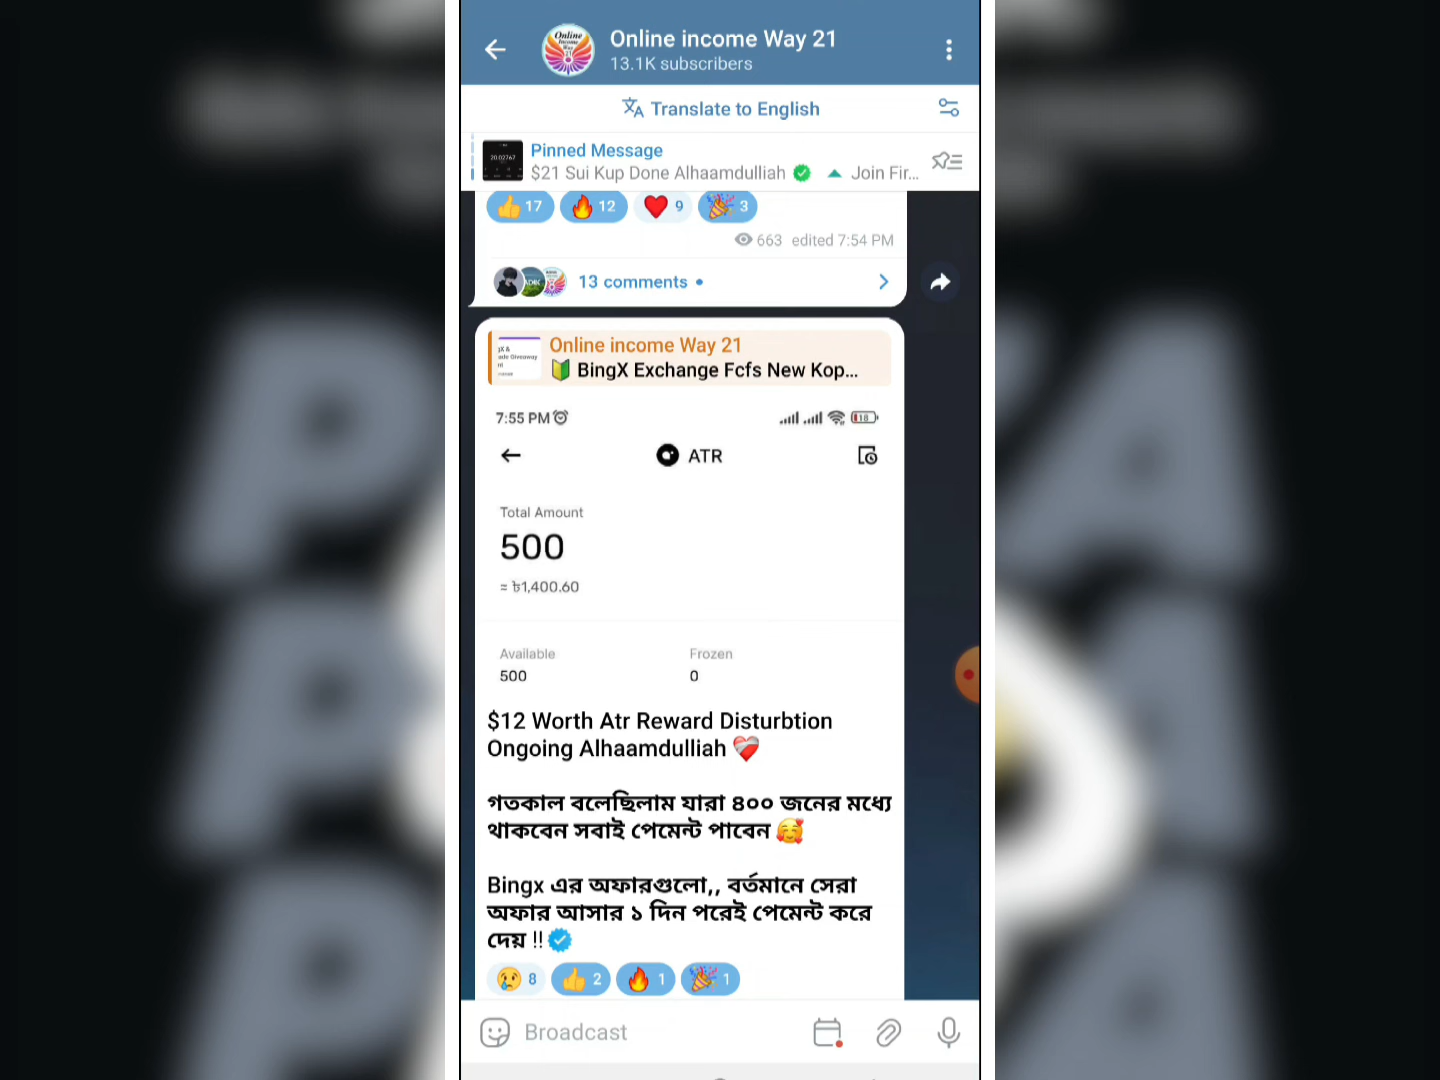 Online income Way 21
13.1K subscribers
Translate to English
Pinned Message
$21 Sui Kup Done Alhaamdulliah ✅ Join Fir...
👍 17 🔥 12 ❤️ 9 🎉 3
663 edited 7:54 PM
13 comments
Online income Way 21
🔰 BingX Exchange Fcfs New Kop...
7:55 PM
18
ATR
Total Amount
500
≈ ৳1,400.60
Available
Frozen
500
0
$12 Worth Atr Reward Disturbtion
Ongoing Alhaamdulliah ❤️‍🩹
গতকাল বলেছিলাম যারা ৪০০ জনের মধ্যে
থাকবেন সবাই পেমেন্ট পাবেন 🥰
Bingx এর অফারগুলো,, বর্তমানে সেরা
অফার আসার ১ দিন পরেই পেমেন্ট করে
দেয় !!
😢 8 👍 2 🔥 1 🎉 1
Broadcast